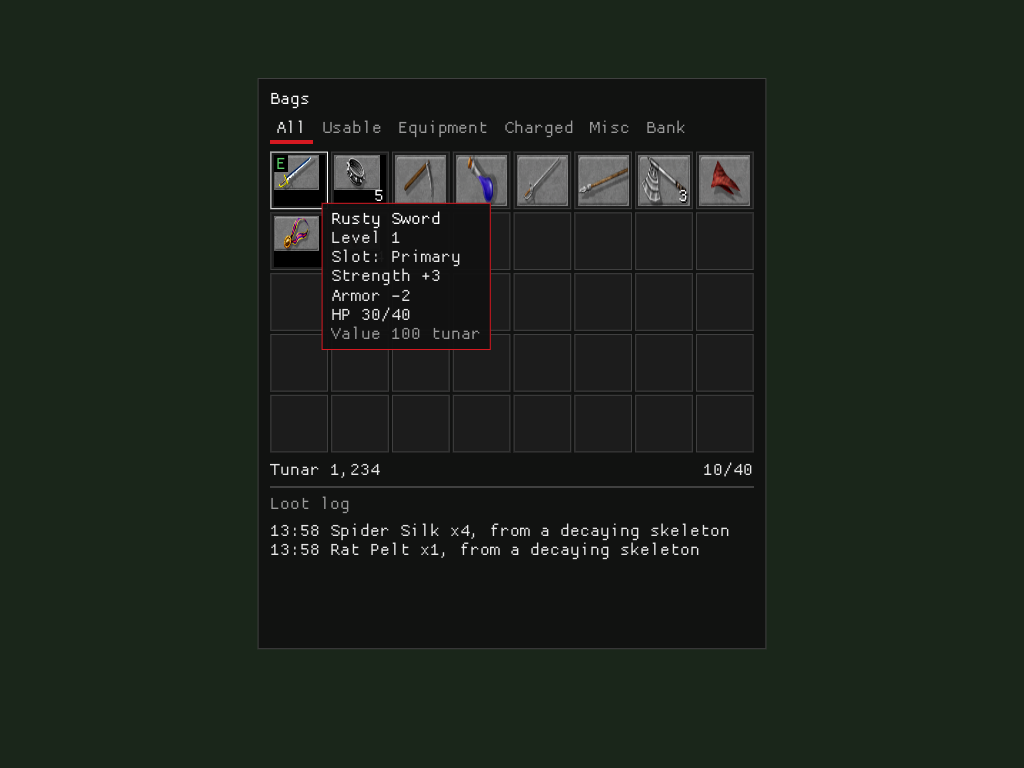 Bags
All Usable Equipment Charged Misc Bank
E
5
3
Rusty Sword
Level 1
Slot: Primary
Strength +3
Armor -2
HP 30/40
Value 100 tunar
Tunar 1,234 10/40
Loot log
13:58 Spider Silk x4, from a decaying skeleton
13:58 Rat Pelt x1, from a decaying skeleton